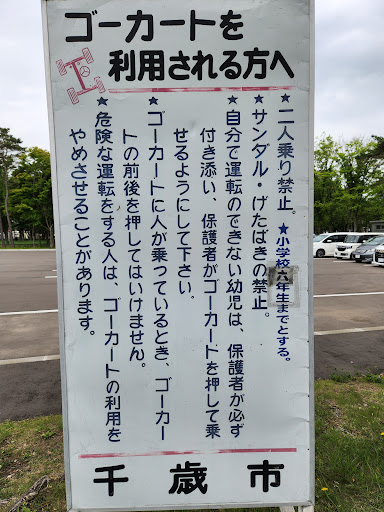 ゴーカートを
利用される方へ
★二人乗り禁止。★小学校六年生までとする。
★サンダル・げたばきの禁止。
★自分で運転のできない幼児は、保護者が必ず
付き添い、保護者がゴーカートを押して乗
せるようにして下さい。
★ゴーカートに人が乗っているとき、ゴーカー
トの前後を押してはいけません。
★危険な運転をする人は、ゴーカートの利用を
やめさせることがあります。
千歳市